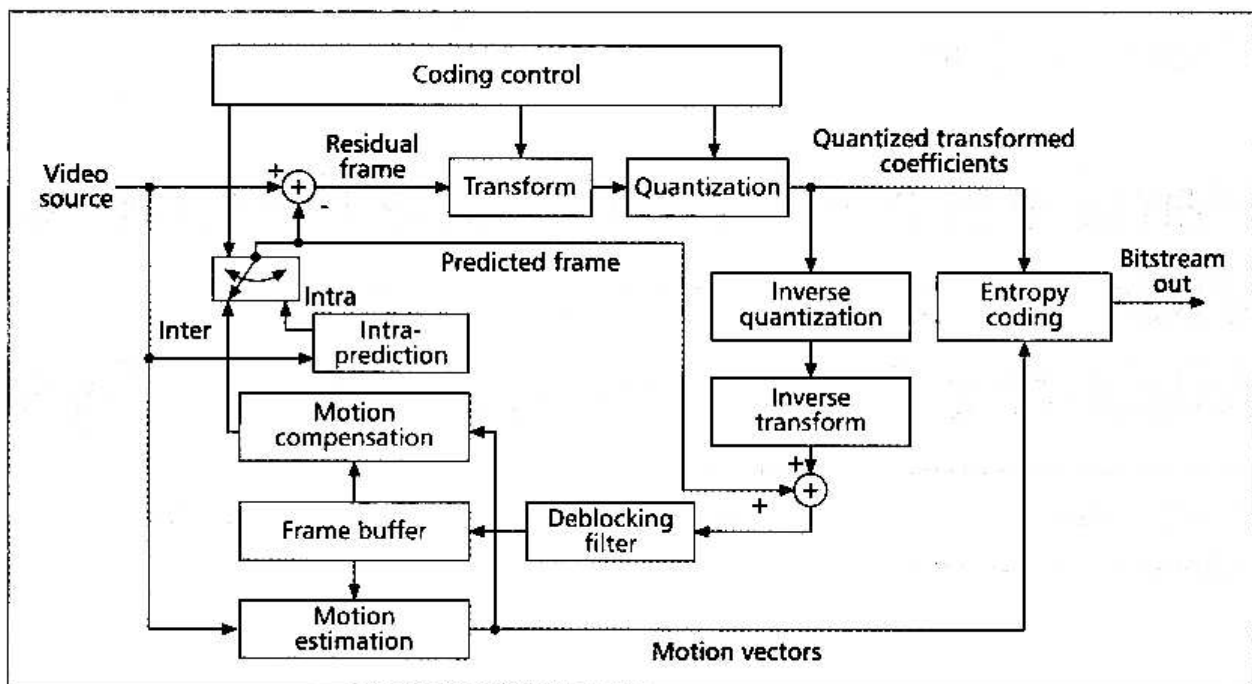 Coding control
Video
source
+
+
-
Residual
frame
Transform
Quantization
Quantized transformed
coefficients
Predicted frame
Inter
Intra
Intra-
prediction
Inverse
quantization
Entropy
coding
Bitstream
out
Motion
compensation
Inverse
transform
+
+
+
Frame buffer
Deblocking
filter
Motion
estimation
Motion vectors